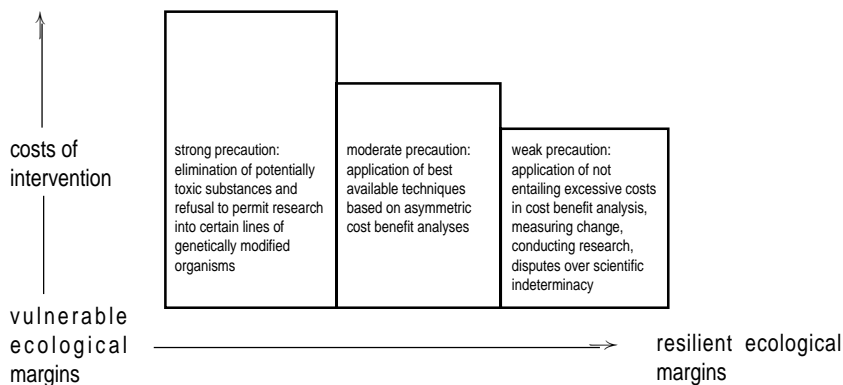 costs of
intervention
strong precaution:
elimination of potentially
toxic substances and
refusal to permit research
into certain lines of
genetically modified
organisms
moderate precaution:
application of best
available techniques
based on asymmetric
cost benefit analyses
weak precaution:
application of not
entailing excessive costs
in cost benefit analysis,
measuring change,
conducting research,
disputes over scientific
indeterminacy
vulnerable
ecological
margins
resilient ecological
margins